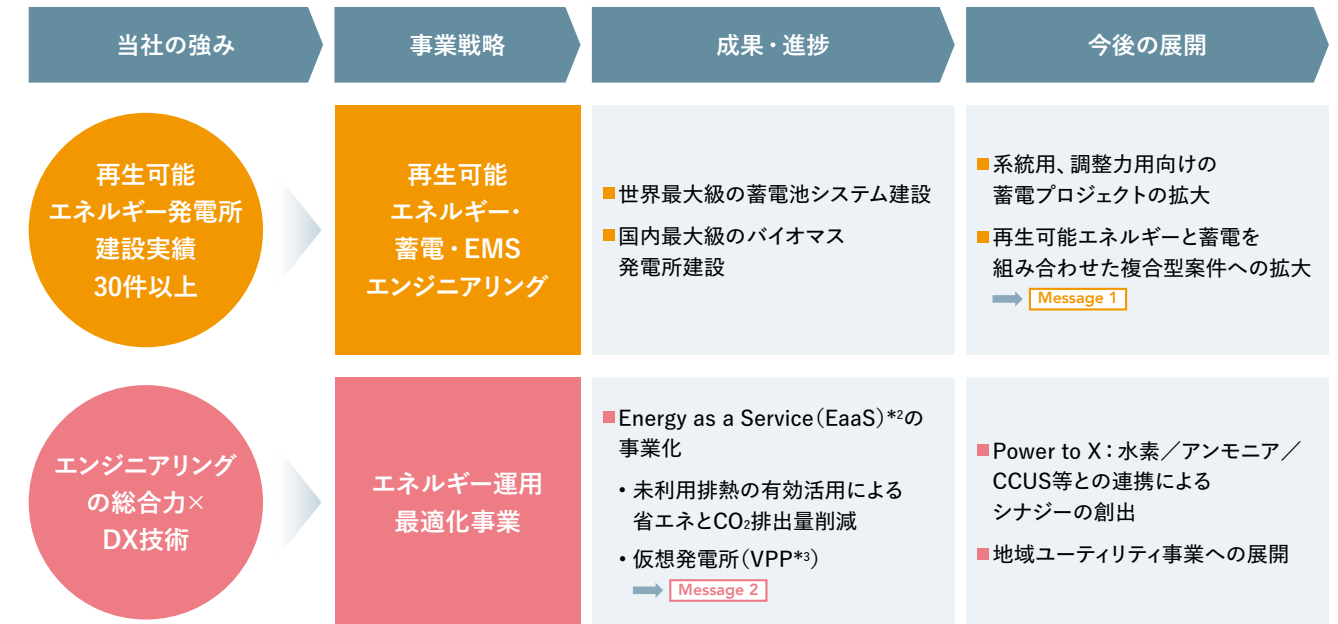 当社の強み
事業戦略
成果・進捗
今後の展開
再生可能
エネルギー発電所
建設実績
30件以上
再生可能
エネルギー・
蓄電・EMS
エンジニアリング
■世界最大級の蓄電池システム建設
■国内最大級のバイオマス
発電所建設
■系統用、調整力用向けの
蓄電プロジェクトの拡大
■再生可能エネルギーと蓄電を
組み合わせた複合型案件への拡大
Message 1
エンジニアリング
の総合力×
DX技術
エネルギー運用
最適化事業
■Energy as a Service(EaaS)*2の
事業化
・未利用排熱の有効活用による
省エネとCO₂排出量削減
・仮想発電所(VPP*3)
Message 2
■Power to X：水素／アンモニア／
CCUS等との連携による
シナジーの創出
■地域ユーティリティ事業への展開